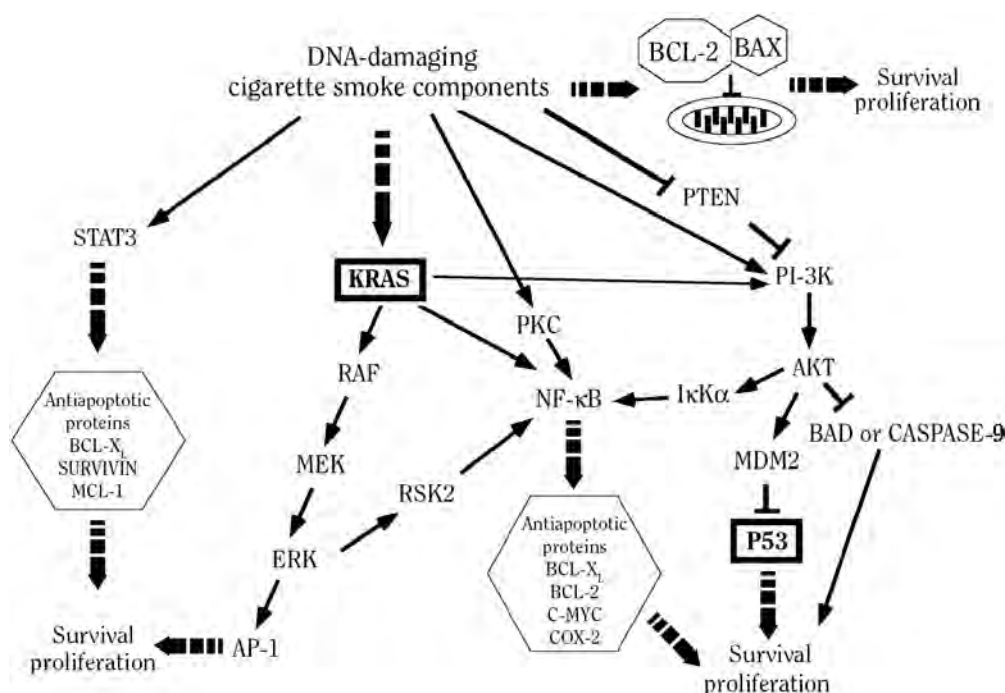 DNA-damaging
cigarette smoke components
BCL-2
BAX
Survival
proliferation
PTEN
STAT3
KRAS
PI-3K
PKC
RAF
AKT
NF-κB
IκKα
Antiapoptotic
proteins
BCL-XL
SURVIVIN
MCL-1
BAD or CASPASE-9
MEK
MDM2
RSK2
Antiapoptotic
proteins
BCL-XL
BCL-2
C-MYC
COX-2
P53
ERK
Survival
proliferation
AP-1
Survival
proliferation